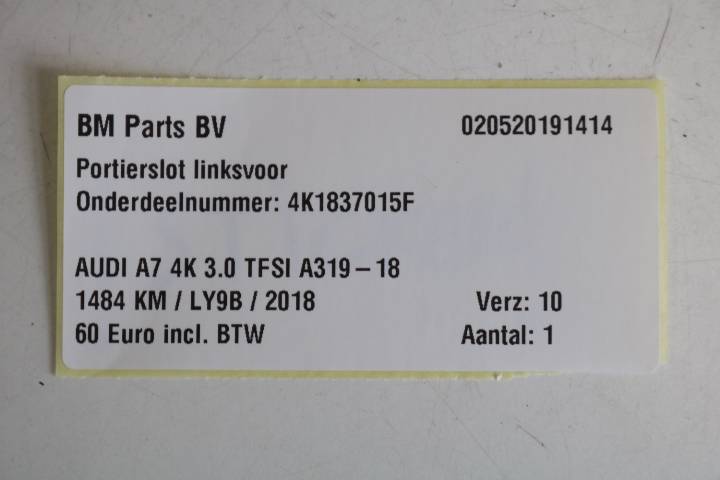 BM Parts BV 020520191414
Portierslot linksvoor
Onderdeelnummer: 4K1837015F
AUDI A7 4K 3.0 TFSI A319 – 18
1484 KM / LY9B / 2018 Verz: 10
60 Euro incl. BTW Aantal: 1